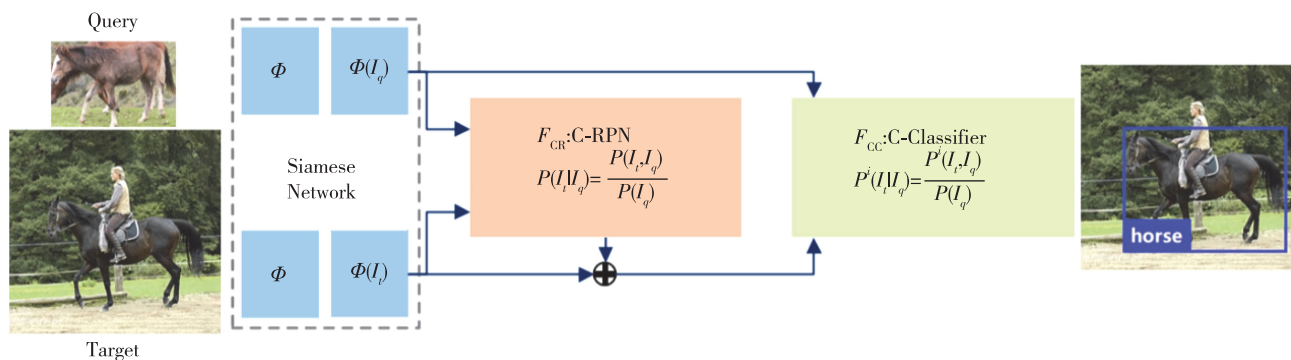 Query
Φ
Φ(I_q)
Siamese
Network
Φ
Φ(I_t)
Target
F_CR:C-RPN
P(I_t|I_q)=P(I_t,I_q)/P(I_q)
F_CC:C-Classifier
P^i(I_t|I_q)=P^i(I_t,I_q)/P(I_q)
horse